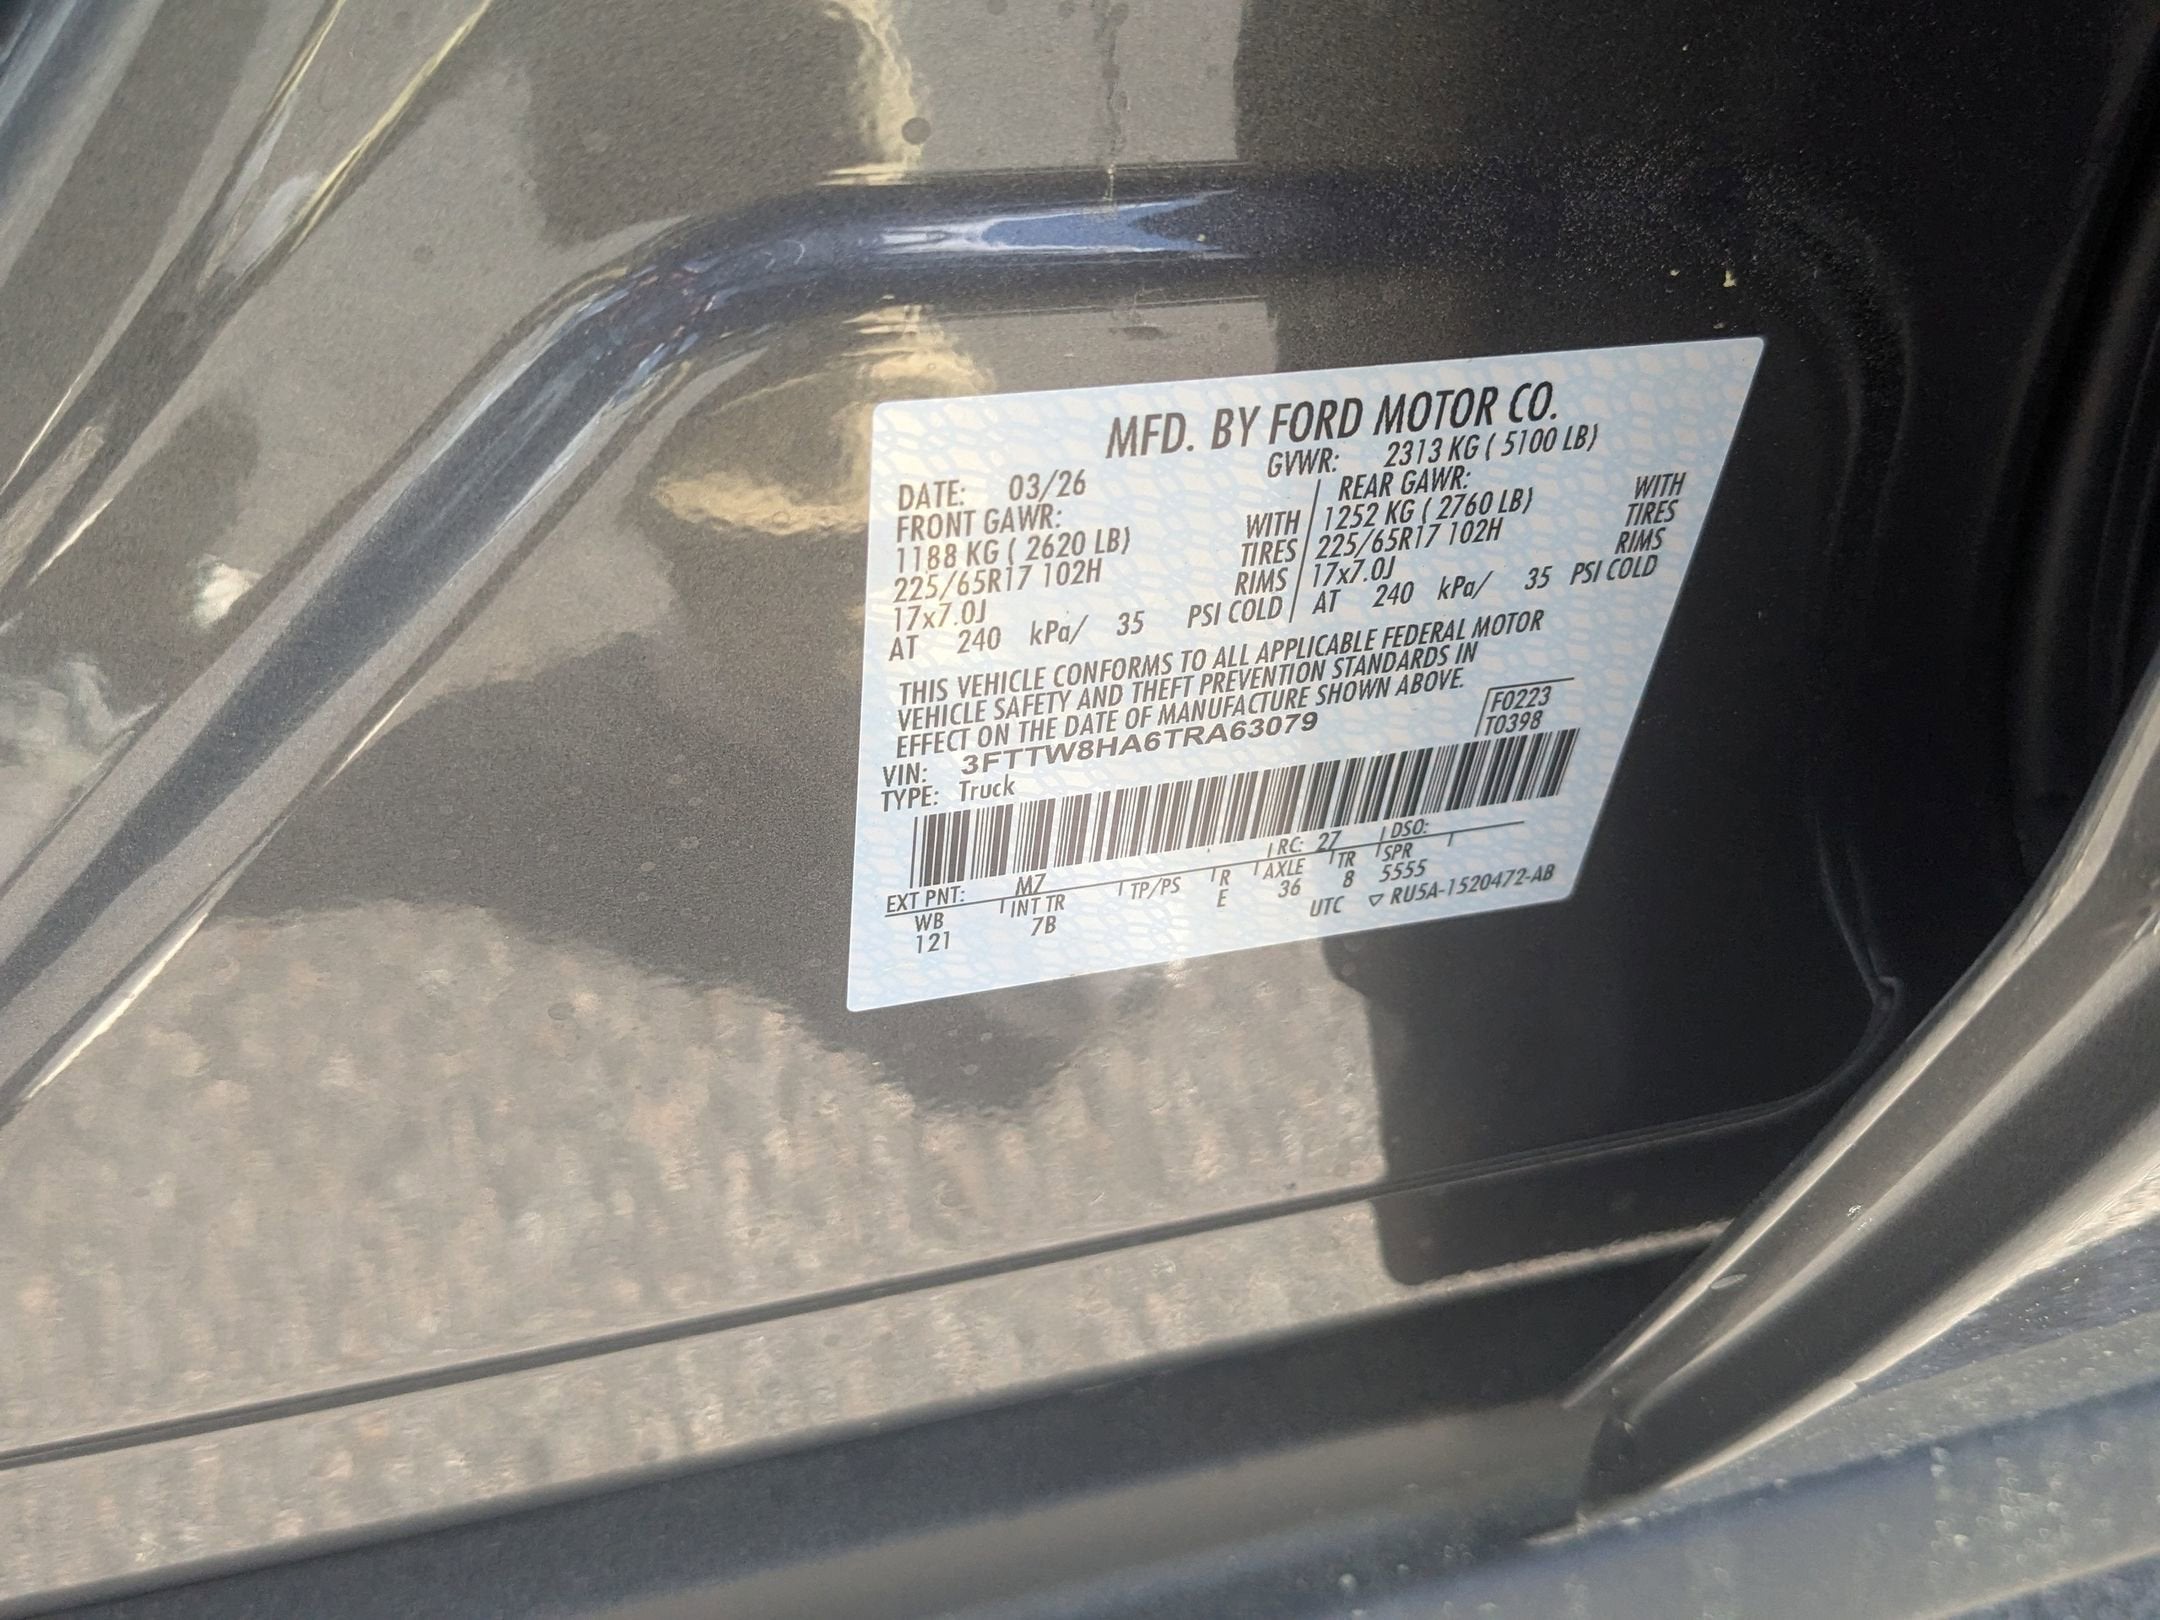 MFD. BY FORD MOTOR CO.
DATE: 03/26 GVWR: 2313 KG ( 5100 LB)
FRONT GAWR: REAR GAWR:
1188 KG ( 2620 LB) WITH 1252 KG ( 2760 LB) WITH
225/65R17 102H TIRES 225/65R17 102H TIRES
17x7.0J RIMS 17x7.0J RIMS
AT 240 kPa/ 35 PSI COLD AT 240 kPa/ 35 PSI COLD
THIS VEHICLE CONFORMS TO ALL APPLICABLE FEDERAL MOTOR
VEHICLE SAFETY AND THEFT PREVENTION STANDARDS IN
EFFECT ON THE DATE OF MANUFACTURE SHOWN ABOVE.
VIN: 3FTTW8HA6TRA63079 F0223
TYPE: Truck T0398
EXT PNT: M7 RC: 27 DSO:
WB INT TR TP/PS R AXLE TR SPR
121 7B E 36 8 5555
UTC ▽ RU5A-1520472-AB